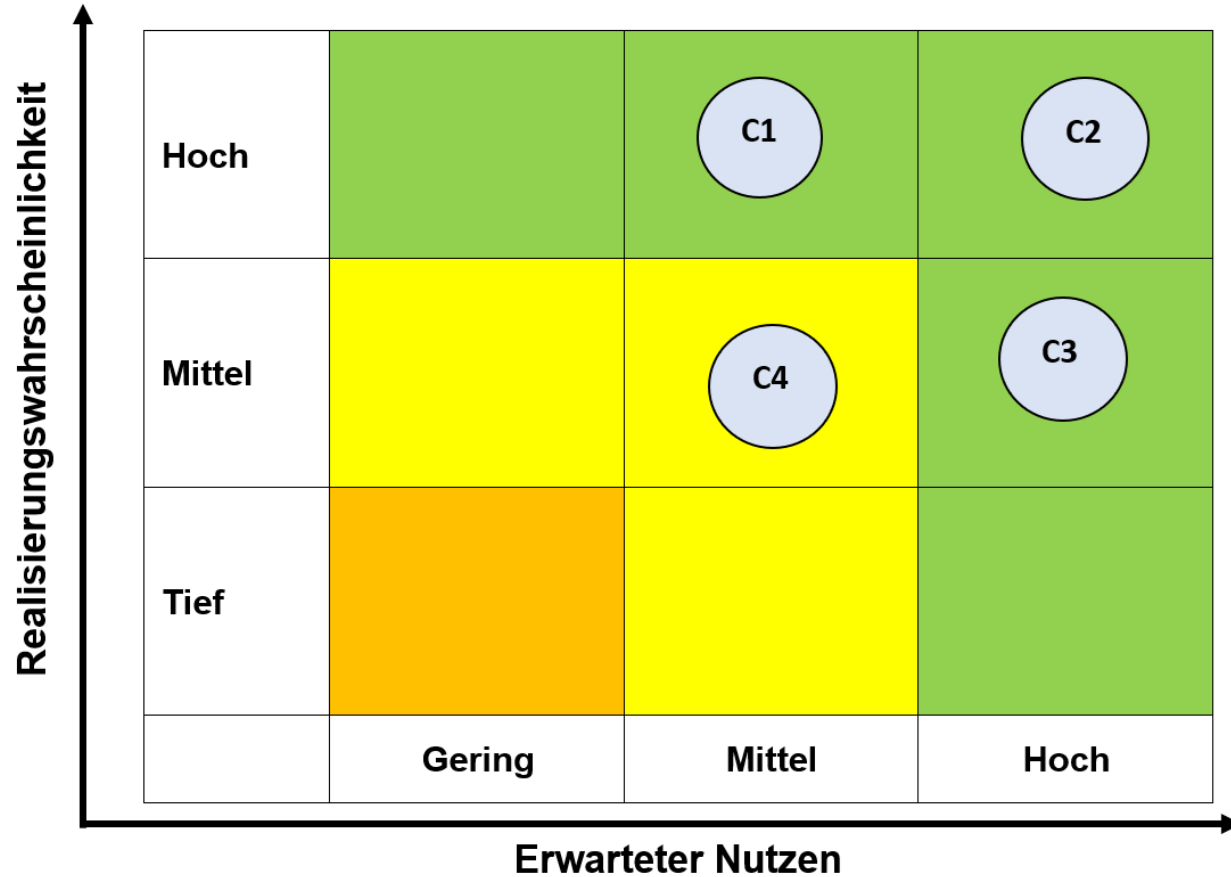 Realisierungswahrscheinlichkeit
Hoch
C1
C2
Mittel
C4
C3
Tief
Gering
Mittel
Hoch
Erwarteter Nutzen